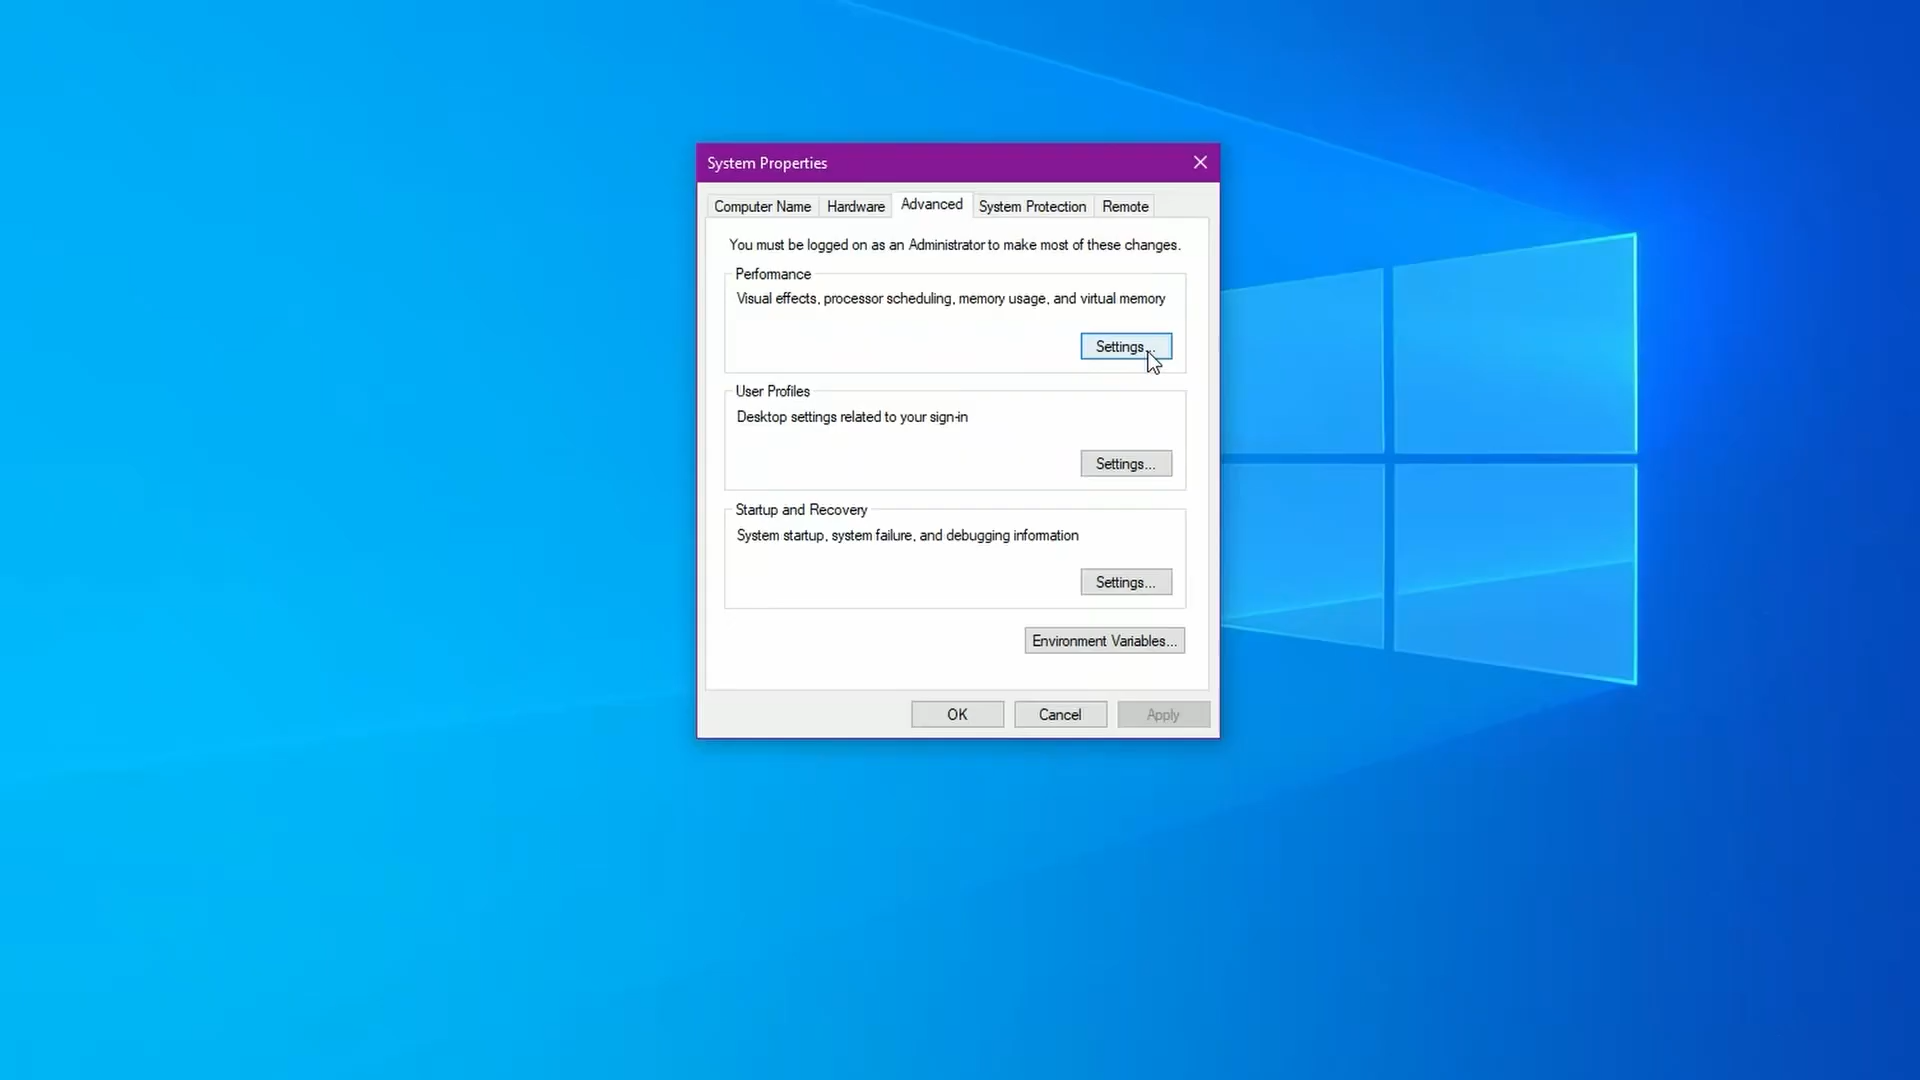 System Properties
Computer Name Hardware Advanced System Protection Remote
You must be logged on as an Administrator to make most of these changes.
Performance
Visual effects, processor scheduling, memory usage, and virtual memory
Settings...
User Profiles
Desktop settings related to your sign-in
Settings...
Startup and Recovery
System startup, system failure, and debugging information
Settings...
Environment Variables...
OK Cancel Apply